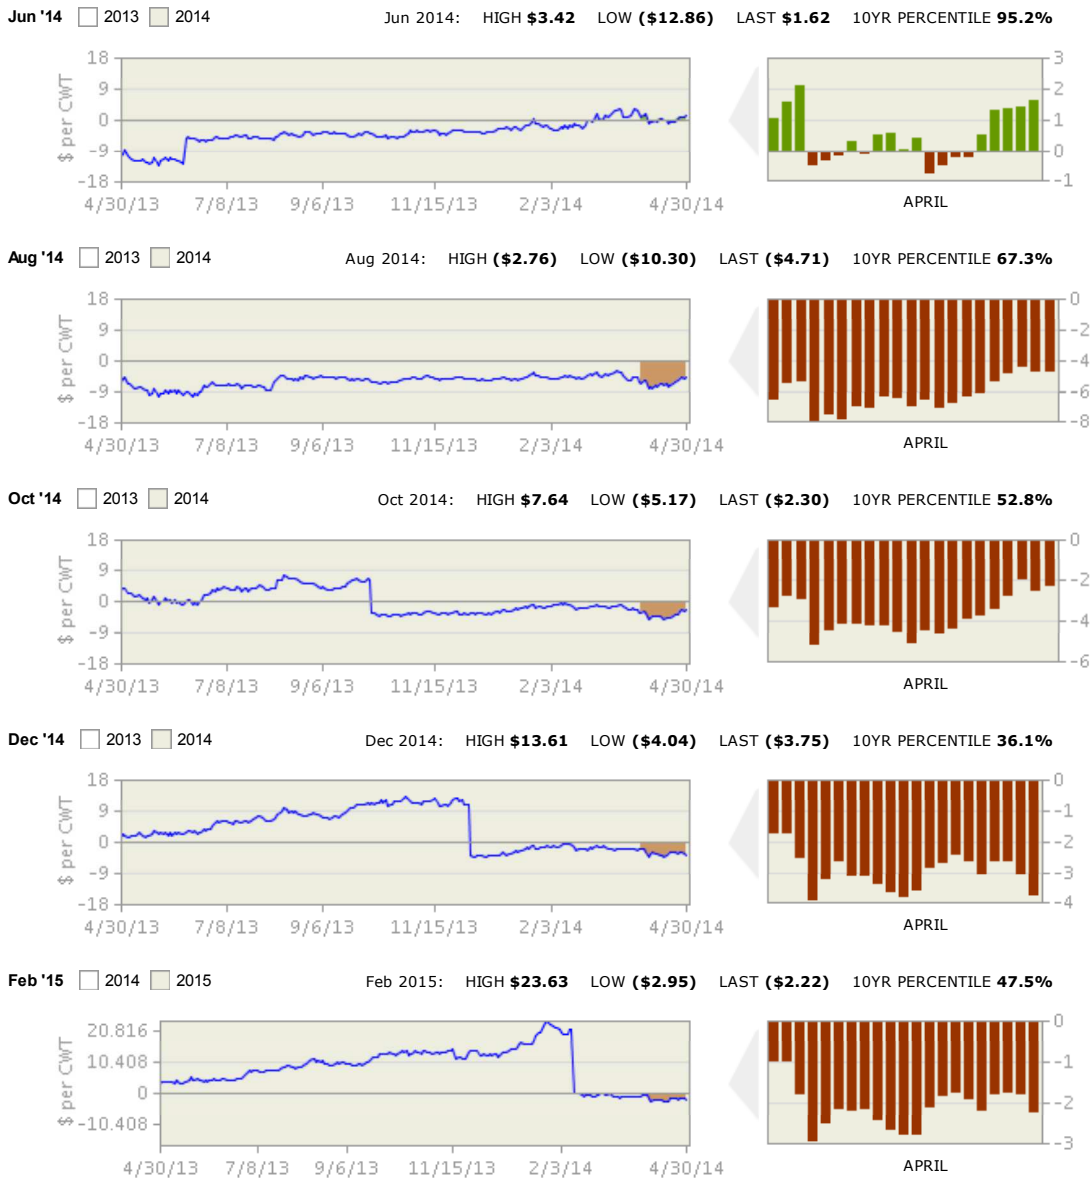 Jun '14 2013 2014 Jun 2014: HIGH $3.42 LOW ($12.86) LAST $1.62 10YR PERCENTILE 95.2%
$ per CWT
18
9
0
-9
-18
4/30/13 7/8/13 9/6/13 11/15/13 2/3/14 4/30/14
3
2
1
0
-1
APRIL
Aug '14 2013 2014 Aug 2014: HIGH ($2.76) LOW ($10.30) LAST ($4.71) 10YR PERCENTILE 67.3%
$ per CWT
18
9
0
-9
-18
4/30/13 7/8/13 9/6/13 11/15/13 2/3/14 4/30/14
0
-2
-4
-6
-8
APRIL
Oct '14 2013 2014 Oct 2014: HIGH $7.64 LOW ($5.17) LAST ($2.30) 10YR PERCENTILE 52.8%
$ per CWT
18
9
0
-9
-18
4/30/13 7/8/13 9/6/13 11/15/13 2/3/14 4/30/14
0
-2
-4
-6
APRIL
Dec '14 2013 2014 Dec 2014: HIGH $13.61 LOW ($4.04) LAST ($3.75) 10YR PERCENTILE 36.1%
$ per CWT
18
9
0
-9
-18
4/30/13 7/8/13 9/6/13 11/15/13 2/3/14 4/30/14
0
-1
-2
-3
-4
APRIL
Feb '15 2014 2015 Feb 2015: HIGH $23.63 LOW ($2.95) LAST ($2.22) 10YR PERCENTILE 47.5%
$ per CWT
20.816
10.408
0
-10.408
4/30/13 7/8/13 9/6/13 11/15/13 2/3/14 4/30/14
0
-1
-2
-3
APRIL